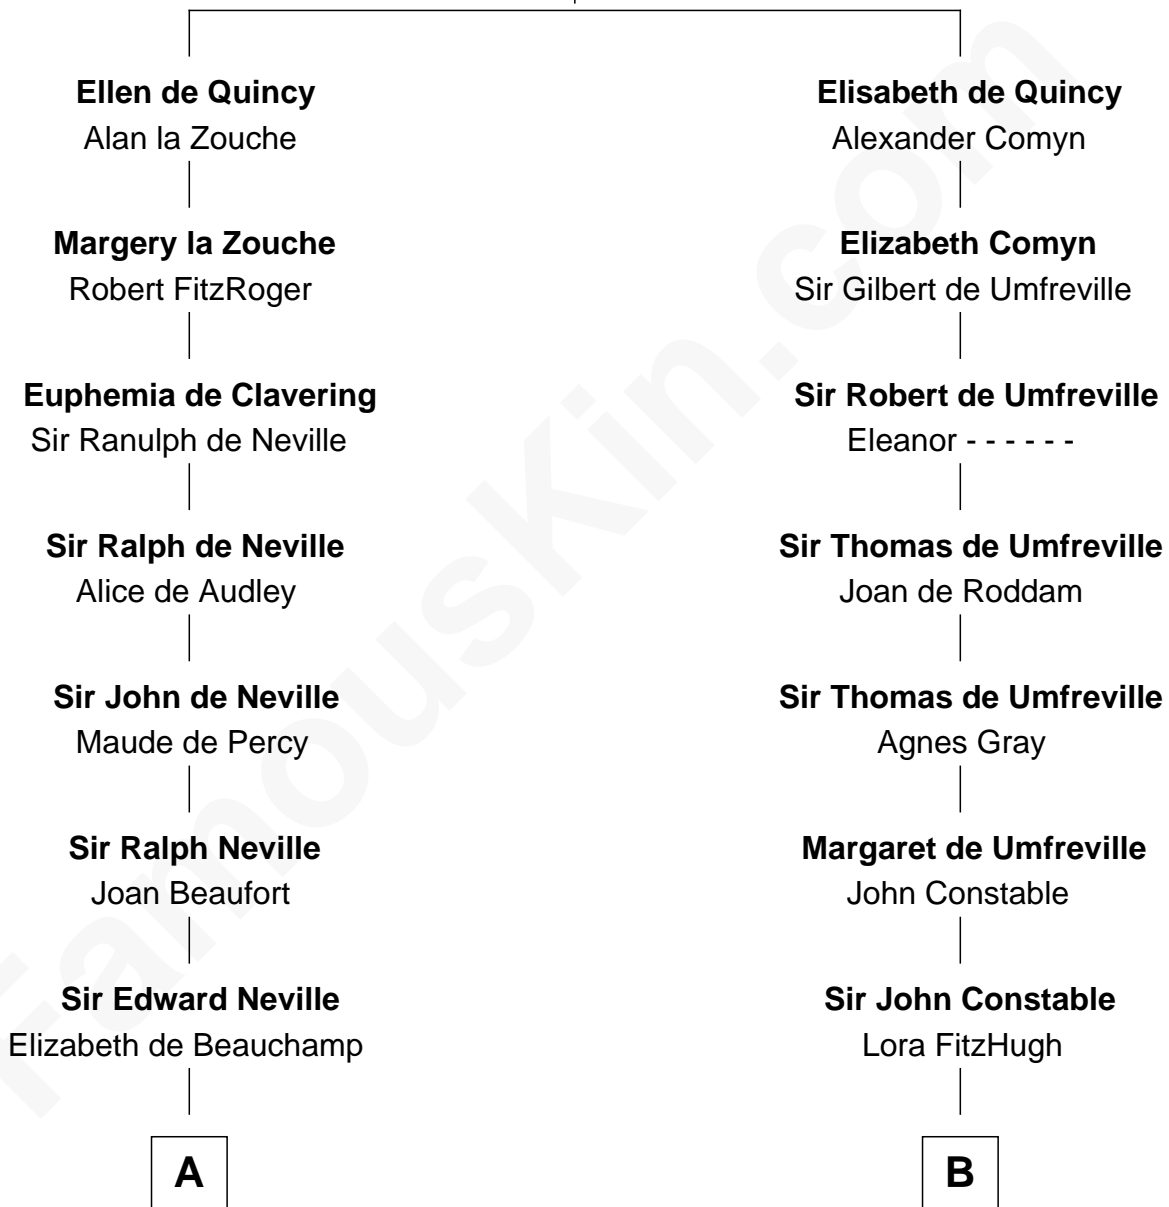 Ellen de Quincy
Alan la Zouche
Margery la Zouche
Robert FitzRoger
Euphemia de Clavering
Sir Ranulph de Neville
Sir Ralph de Neville
Alice de Audley
Sir John de Neville
Maude de Percy
Sir Ralph Neville
Joan Beaufort
Sir Edward Neville
Elizabeth de Beauchamp
A
Elisabeth de Quincy
Alexander Comyn
Elizabeth Comyn
Sir Gilbert de Umfreville
Sir Robert de Umfreville
Eleanor - - - - - -
Sir Thomas de Umfreville
Joan de Roddam
Sir Thomas de Umfreville
Agnes Gray
Margaret de Umfreville
John Constable
Sir John Constable
Lora FitzHugh
B
FamousKin.com